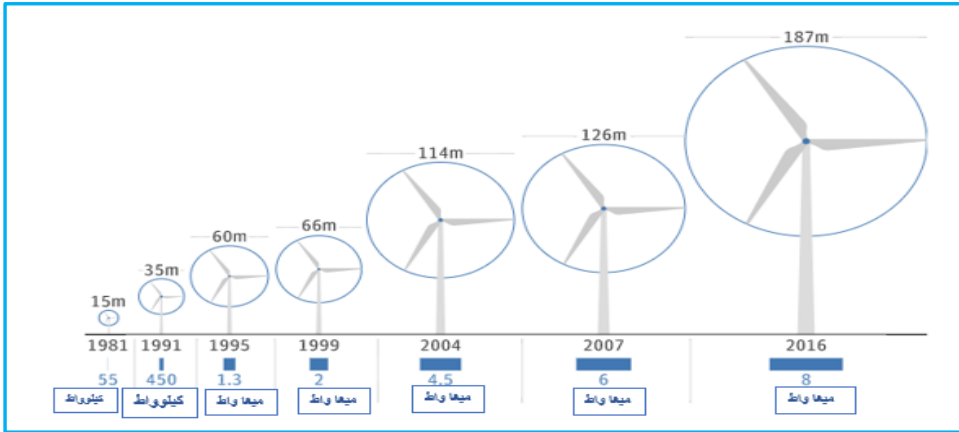 187m
126m
114m
66m
60m
35m
15m
1981 1991 1995 1999 2004 2007 2016
55 450 1.3 2 4.5 6 8
كيلوواط كيلوواط ميغا واط ميغا واط ميغا واط ميغا واط ميغا واط